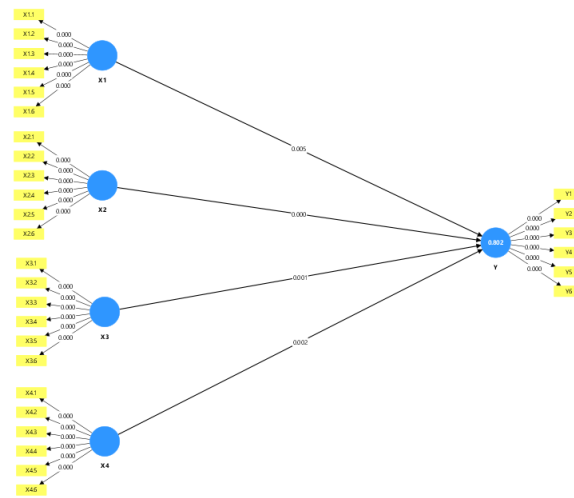 X1.1
X1.2
X1.3
X1.4
X1.5
X1.6
0.000
0.000
0.000
0.000
0.000
0.000
X1
X2.1
X2.2
X2.3
X2.4
X2.5
X2.6
0.000
0.000
0.000
0.000
0.000
0.000
X2
X3.1
X3.2
X3.3
X3.4
X3.5
X3.6
0.000
0.000
0.000
0.000
0.000
0.000
X3
X4.1
X4.2
X4.3
X4.4
X4.5
X4.6
0.000
0.000
0.000
0.000
0.000
0.000
X4
0.005
0.000
0.001
0.002
0.802
Y
0.000
0.000
0.000
0.000
0.000
0.000
Y1
Y2
Y3
Y4
Y5
Y6